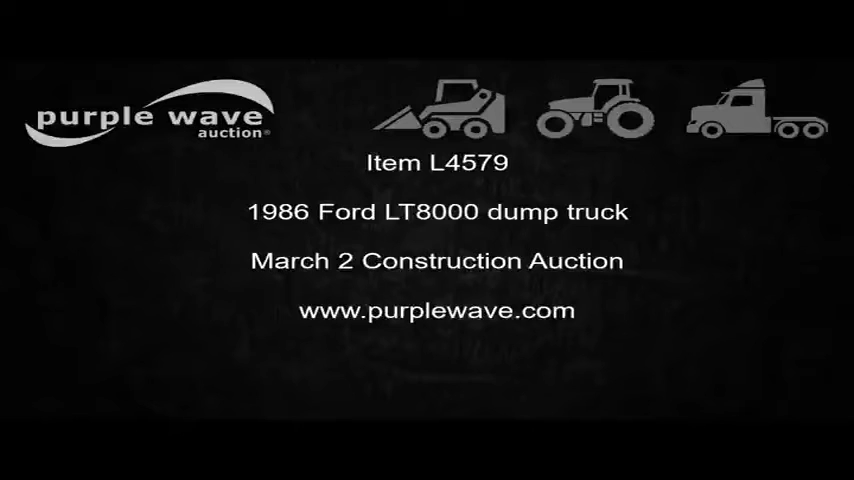 purple wave
auction®
Item L4579
1986 Ford LT8000 dump truck
March 2 Construction Auction
www.purplewave.com